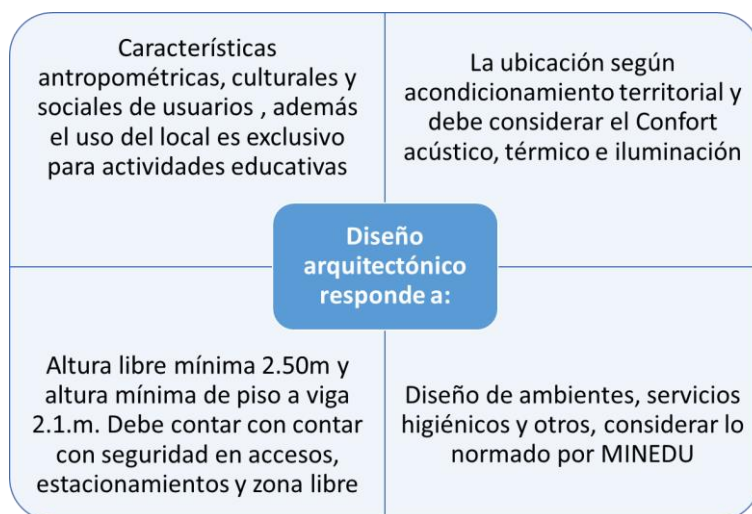 Características
antropométricas, culturales y
sociales de usuarios , además
el uso del local es exclusivo
para actividades educativas
La ubicación según
acondicionamiento territorial y
debe considerar el Confort
acústico, térmico e iluminación
Diseño
arquitectónico
responde a:
Altura libre mínima 2.50m y
altura mínima de piso a viga
2.1.m. Debe contar con contar
con seguridad en accesos,
estacionamientos y zona libre
Diseño de ambientes, servicios
higiénicos y otros, considerar lo
normado por MINEDU